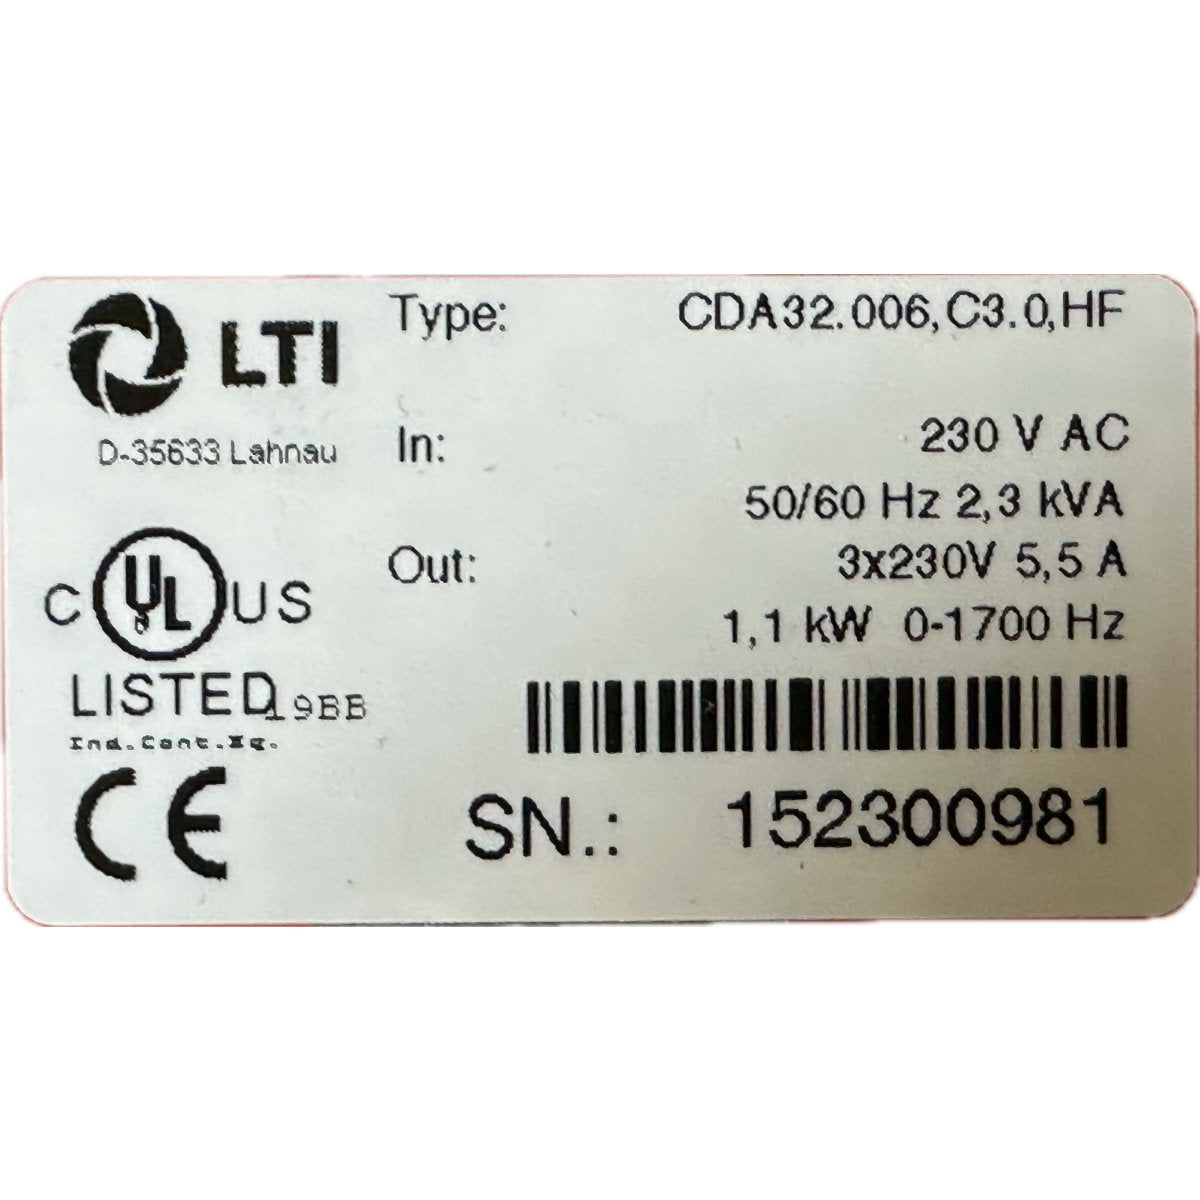 LTI
D-35633 Lahnau
Type: CDA32.006,C3.0,HF
In: 230 V AC
50/60 Hz 2,3 kVA
Out: 3x230V 5,5 A
1,1 kW 0-1700 Hz
C UL US
LISTED 19BB
Ind.Cont.Eq.
CE
SN.: 152300981